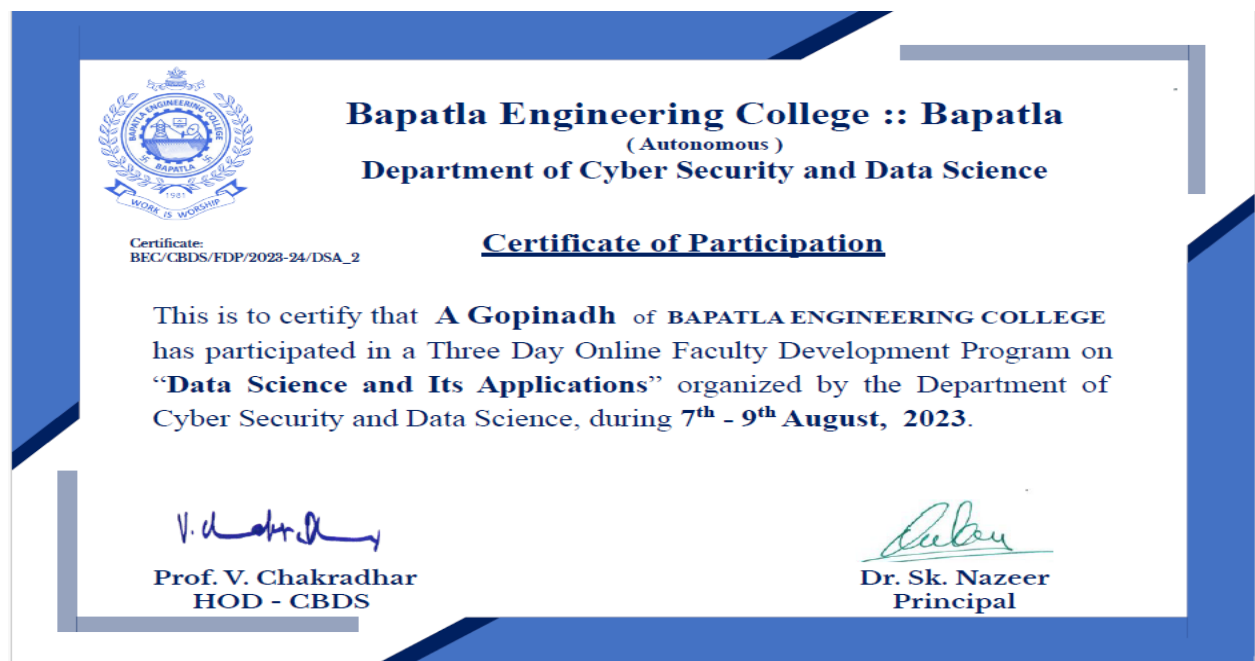 BAPATLA ENGINEERING COLLEGE
BAPATLA
1981
WORK IS WORSHIP
Bapatla Engineering College :: Bapatla
( Autonomous )
Department of Cyber Security and Data Science
Certificate:
BEC/CBDS/FDP/2023-24/DSA_2
Certificate of Participation
This is to certify that A Gopinadh of BAPATLA ENGINEERING COLLEGE
has participated in a Three Day Online Faculty Development Program on
“Data Science and Its Applications” organized by the Department of
Cyber Security and Data Science, during 7th - 9th August, 2023.
Prof. V. Chakradhar
HOD - CBDS
Dr. Sk. Nazeer
Principal